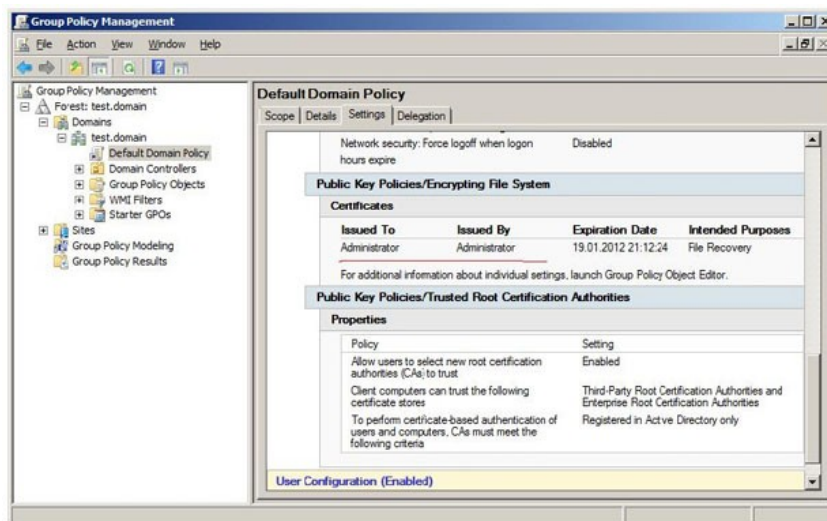 Group Policy Management
File Action View Window Help
Group Policy Management
Forest: test.domain
Domains
test.domain
Default Domain Policy
Domain Controllers
Group Policy Objects
WMI Filters
Starter GPOs
Sites
Group Policy Modeling
Group Policy Results
Default Domain Policy
Scope Details Settings Delegation
Network security: Force logoff when logon Disabled
hours expire
Public Key Policies/Encrypting File System
Certificates
Issued To Issued By Expiration Date Intended Purposes
Administrator Administrator 19.01.2012 21:12:24 File Recovery
For additional information about individual settings, launch Group Policy Object Editor.
Public Key Policies/Trusted Root Certification Authorities
Properties
Policy Setting
Allow users to select new root certification Enabled
authorities (CAs) to trust
Client computers can trust the following Third-Party Root Certification Authorities and
certificate stores Enterprise Root Certification Authorities
To perform certificate-based authentication of Registered in Active Directory only
users and computers, CAs must meet the
following criteria
User Configuration (Enabled)